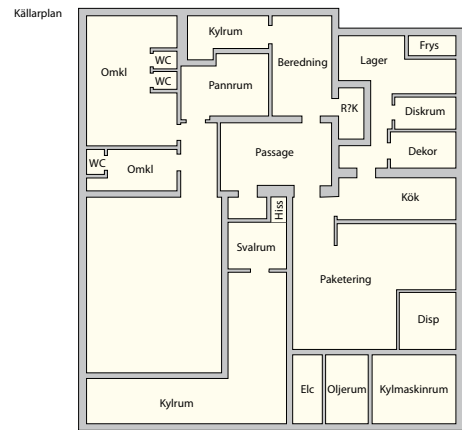 Källarplan
Kylrum
Frys
Omkl
WC
Beredning
Lager
WC
Pannrum
R?K
Diskrum
Passage
Dekor
WC
Omkl
Kök
Hiss
Svalrum
Paketering
Disp
Elc
Oljerum
Kylmaskinrum
Kylrum